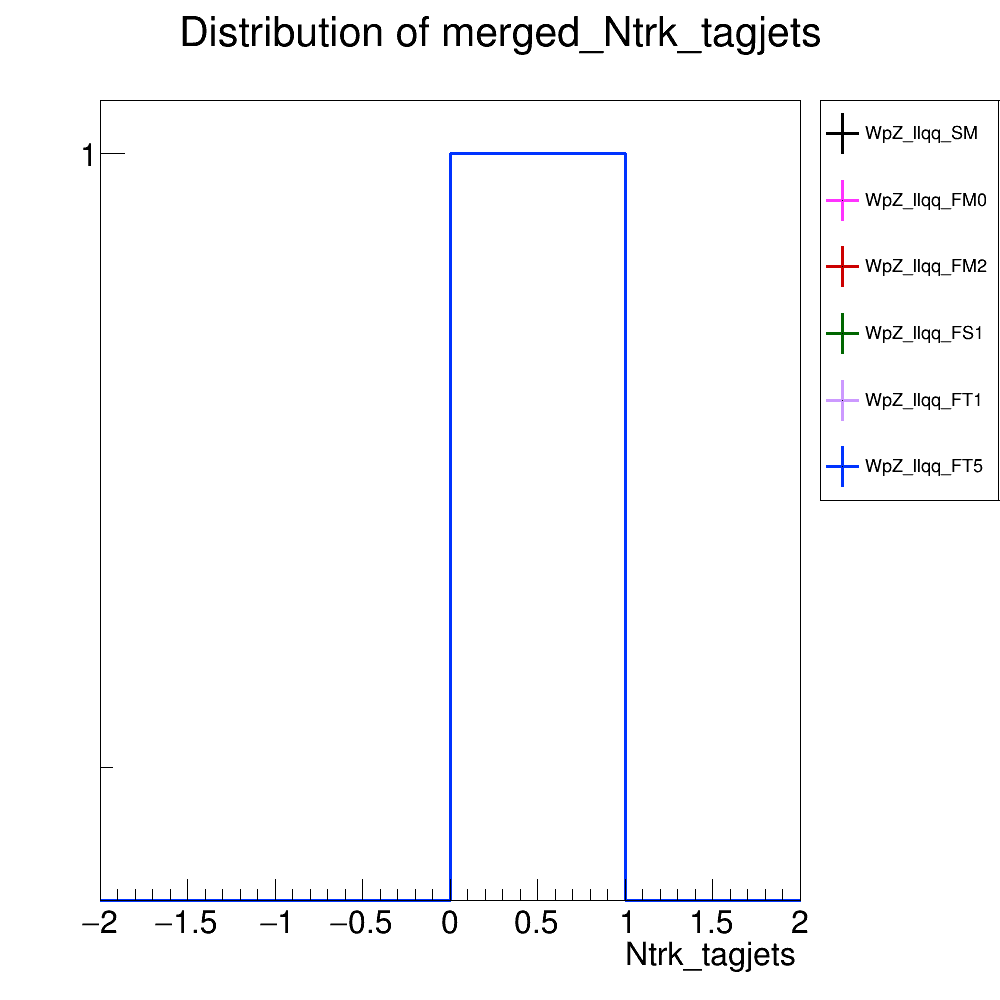 Distribution of merged_Ntrk_tagjets
1
WpZ_llqq_SM
WpZ_llqq_FM0
WpZ_llqq_FM2
WpZ_llqq_FS1
WpZ_llqq_FT1
WpZ_llqq_FT5
−2 −1.5 −1 −0.5 0 0.5 1 1.5 2
Ntrk_tagjets